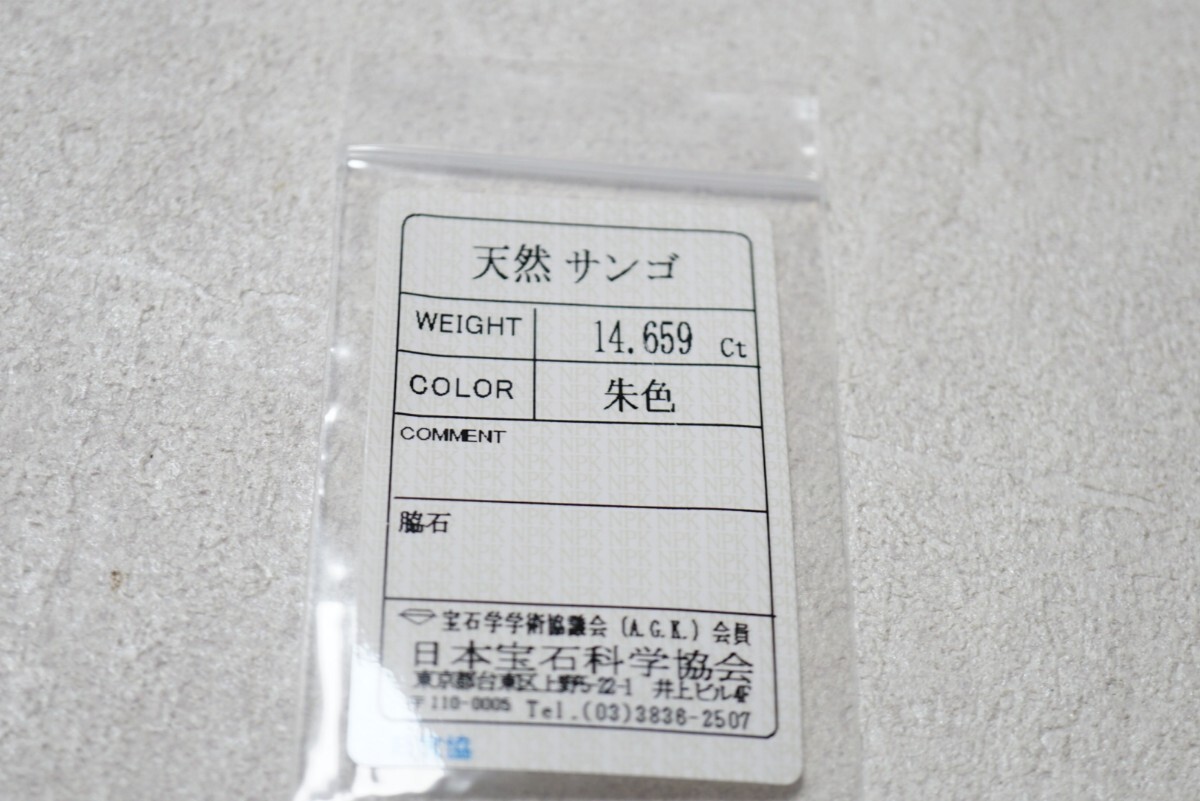 天然 サンゴ
WEIGHT 14.659 Ct
COLOR 朱色
COMMENT
脇石
宝石学学術協議会 (A.G.K.) 会員
日本宝石科学協会
東京都台東区上野5-22-1 井上ビル4F
〒110-0005 Tel.(03)3836-2507
協